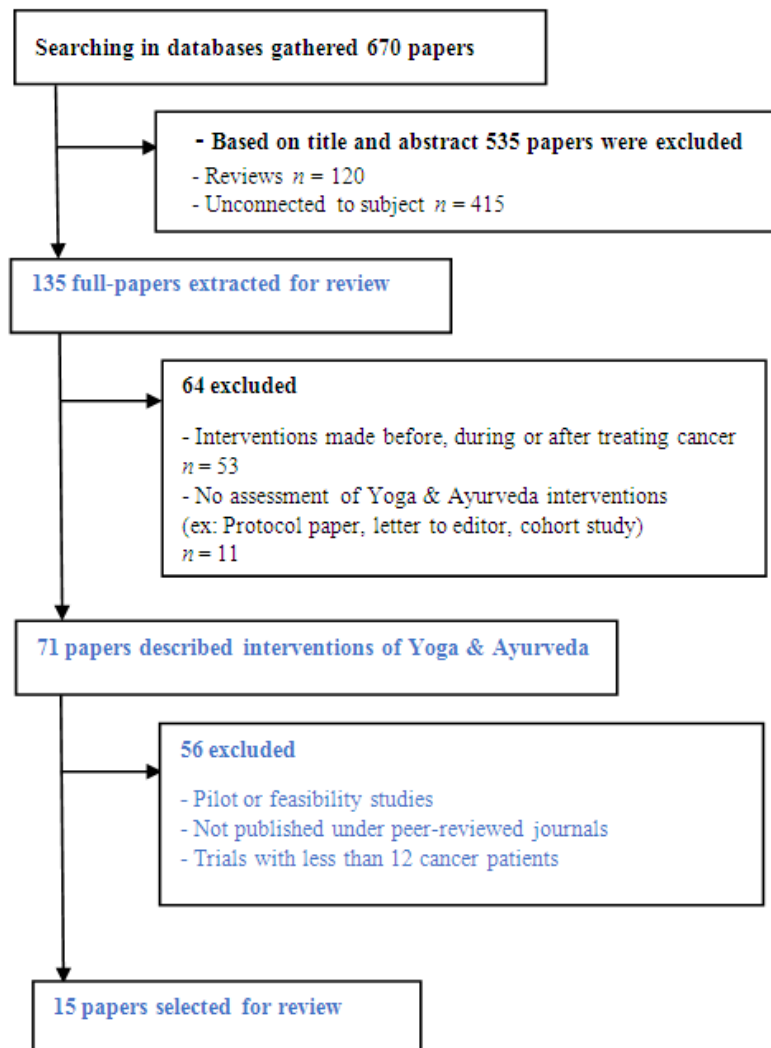 Searching in databases gathered 670 papers
- Based on title and abstract 535 papers were excluded
- Reviews n = 120
- Unconnected to subject n = 415
135 full-papers extracted for review
64 excluded
- Interventions made before, during or after treating cancer
n = 53
- No assessment of Yoga & Ayurveda interventions
(ex: Protocol paper, letter to editor, cohort study)
n = 11
71 papers described interventions of Yoga & Ayurveda
56 excluded
- Pilot or feasibility studies
- Not published under peer-reviewed journals
- Trials with less than 12 cancer patients
15 papers selected for review